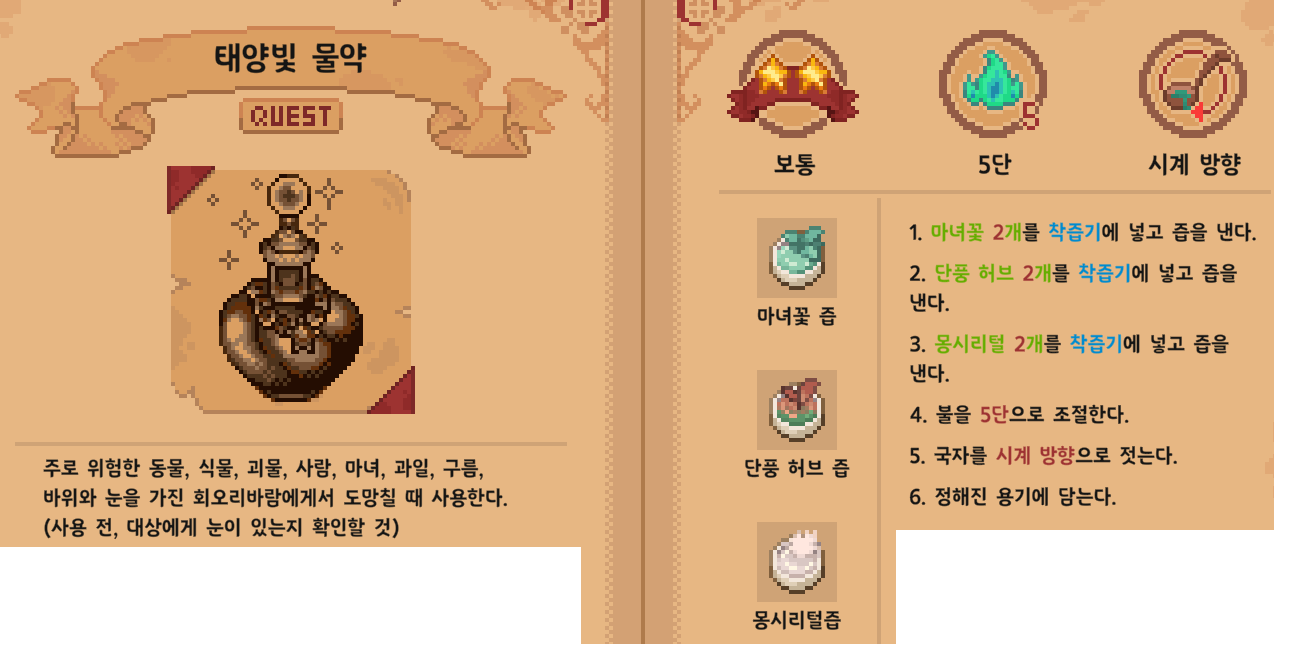 태양빛 물약
QUEST
주로 위험한 동물, 식물, 괴물, 사람, 마녀, 과일, 구름,
바위와 눈을 가진 회오리바람에게서 도망칠 때 사용한다.
(사용 전, 대상에게 눈이 있는지 확인할 것)
보통
5
5단
시계 방향
마녀꽃 즙
단풍 허브 즙
몽시리털즙
1. 마녀꽃 2개를 착즙기에 넣고 즙을 낸다.
2. 단풍 허브 2개를 착즙기에 넣고 즙을
낸다.
3. 몽시리털 2개를 착즙기에 넣고 즙을
낸다.
4. 불을 5단으로 조절한다.
5. 국자를 시계 방향으로 젓는다.
6. 정해진 용기에 담는다.